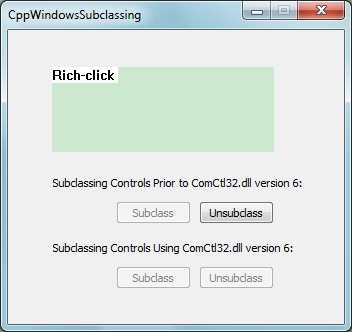 CppWindowsSubclassing
Rich-click
Subclassing Controls Prior to ComCtl32.dll version 6:
Subclass Unsubclass
Subclassing Controls Using ComCtl32.dll version 6:
Subclass Unsubclass